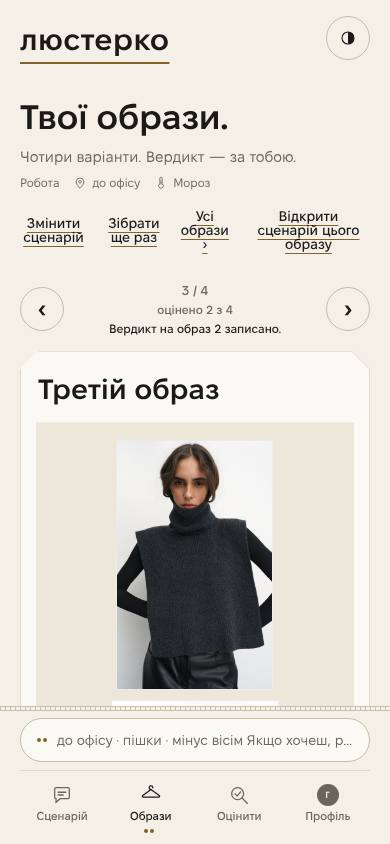 люстерко
Твої образи.
Чотири варіанти. Вердикт — за тобою.
Робота до офісу Мороз
Змінити сценарій
Зібрати ще раз
Усі образи ›
Відкрити сценарій цього образу
‹
3 / 4
оцінено 2 з 4
Вердикт на образ 2 записано.
›
Третій образ
до офісу · пішки · мінус вісім Якщо хочеш, р...
Сценарій
Образи
Оцінити
Г
Профіль